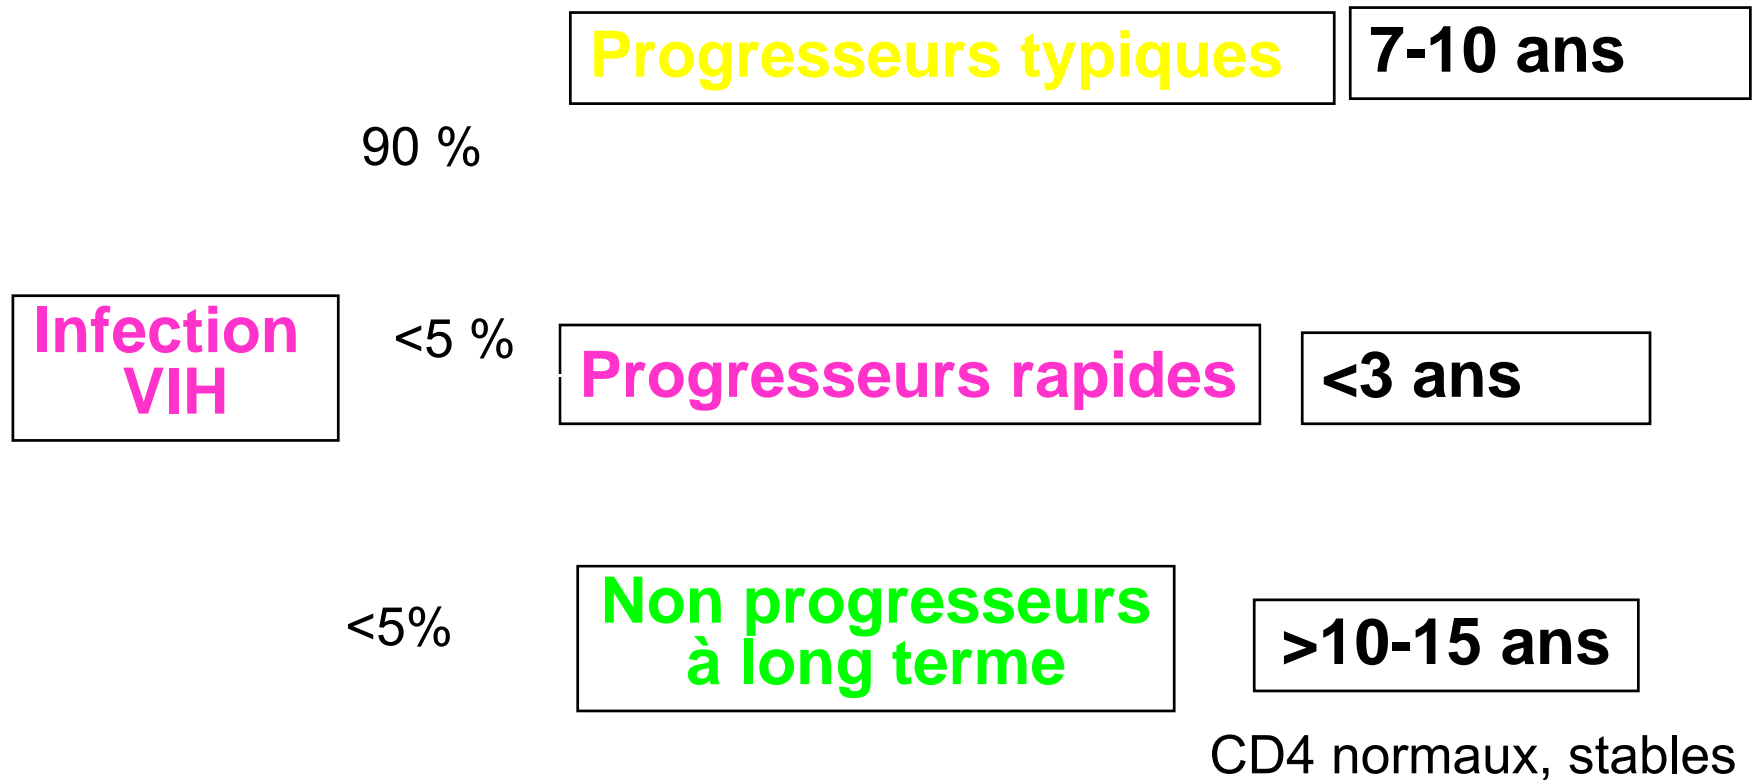 Progresseurs typiques
7-10 ans
90 %
Infection
VIH
<5 %
Progresseurs rapides
<3 ans
<5%
Non progresseurs
à long terme
>10-15 ans
CD4 normaux, stables